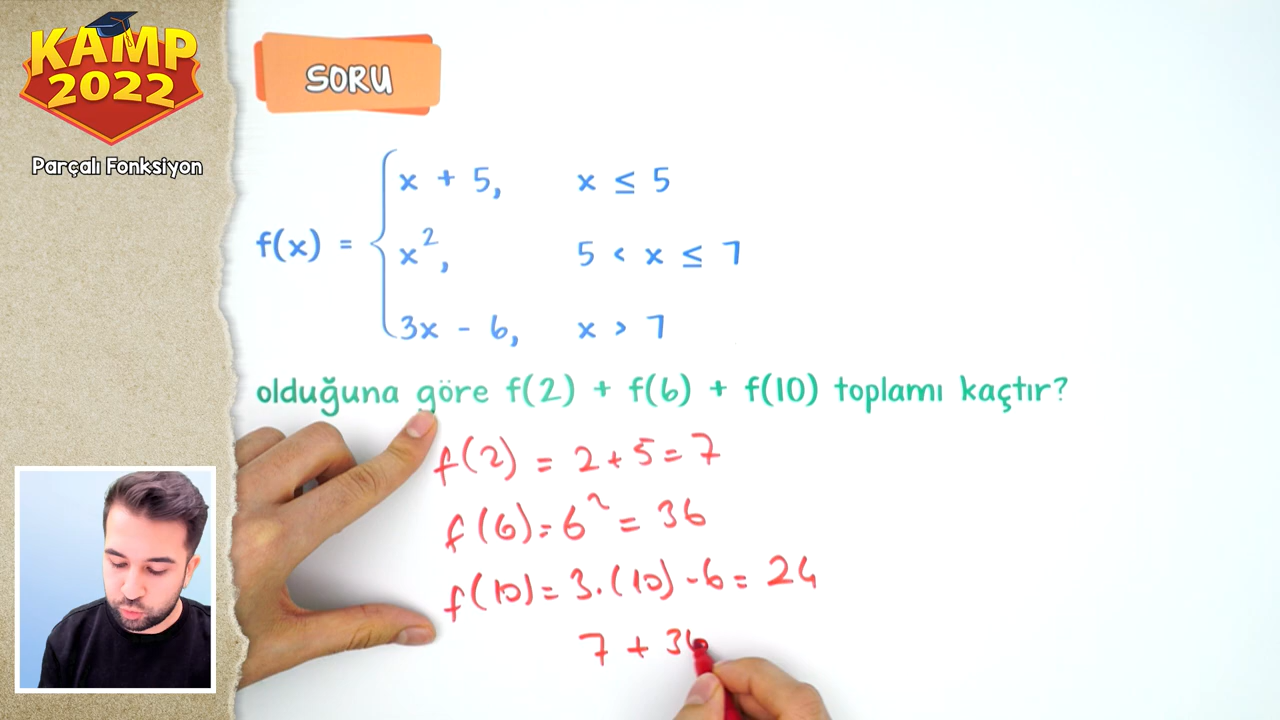 KAMP
2022
Parçalı Fonksiyon
SORU
f(x) = { x + 5, x ≤ 5
x², 5 < x ≤ 7
3x - 6, x > 7
olduğuna göre f(2) + f(6) + f(10) toplamı kaçtır?
f(2) = 2 + 5 = 7
f(6) = 6² = 36
f(10) = 3.(10) - 6 = 24
7 + 36